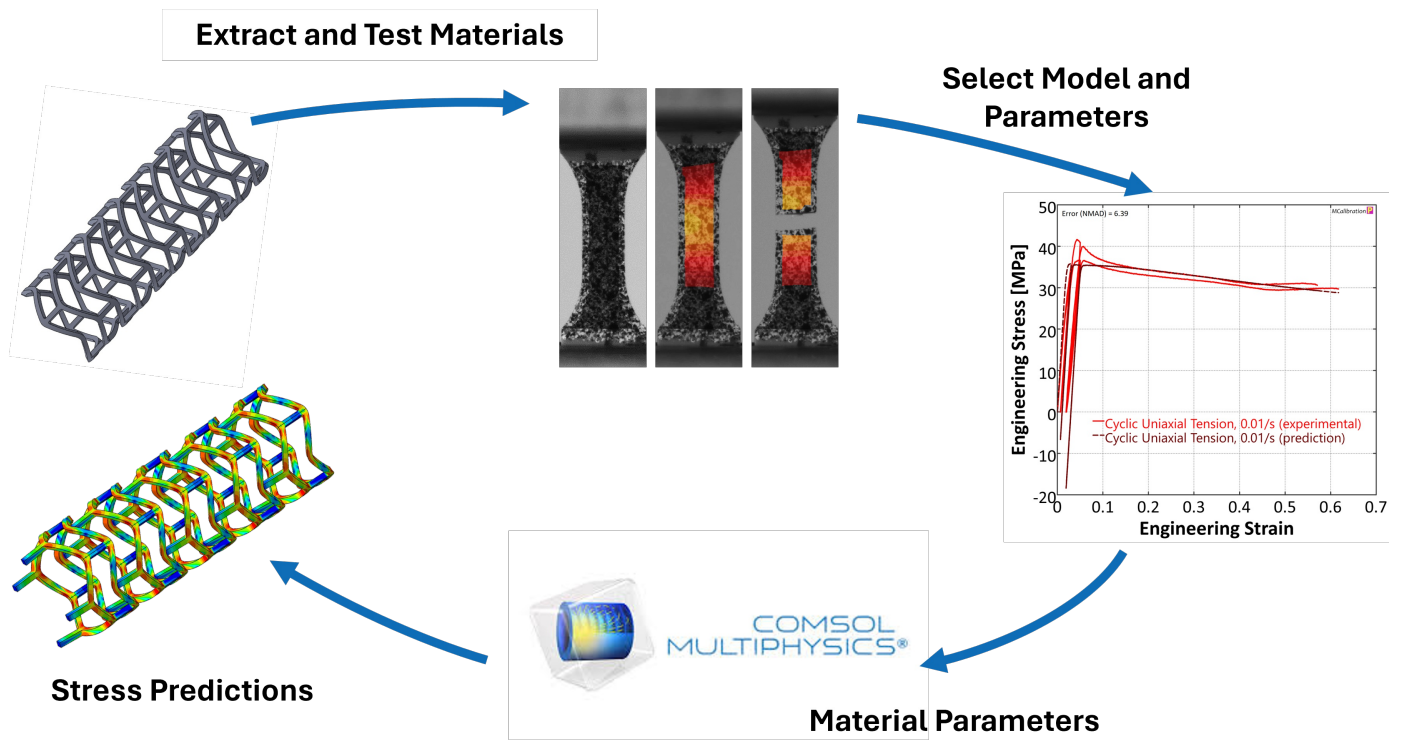 Extract and Test Materials
Select Model and
Parameters
Error (NMAD) = 6.39
MCalibration
50
40
30
20
10
0
-10
-20
Engineering Stress [MPa]
Cyclic Uniaxial Tension, 0.01/s (experimental)
Cyclic Uniaxial Tension, 0.01/s (prediction)
0 0.1 0.2 0.3 0.4 0.5 0.6 0.7
Engineering Strain
COMSOL
MULTIPHYSICS®
Stress Predictions
Material Parameters